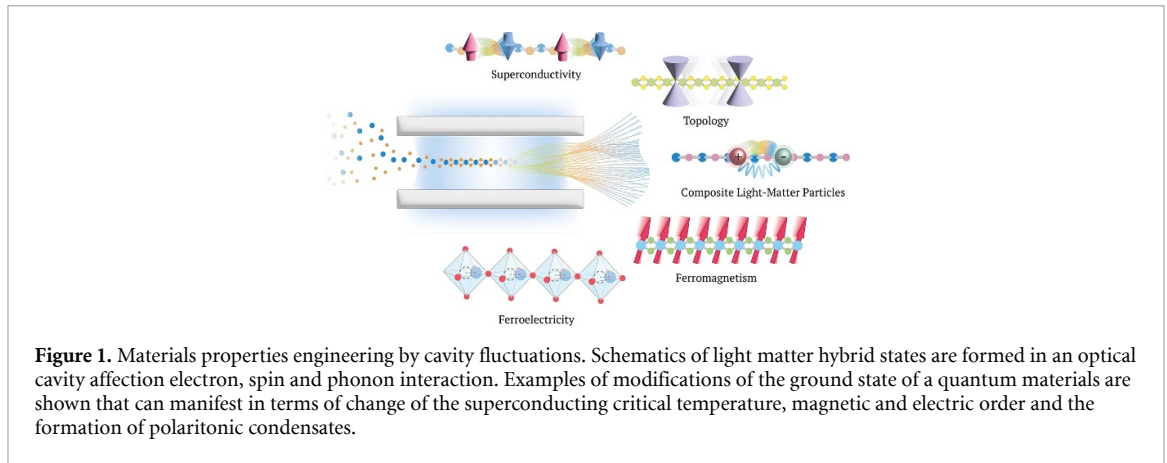 Superconductivity
Topology
+
-
Composite Light-Matter Particles
Ferromagnetism
Ferroelectricity
Figure 1. Materials properties engineering by cavity fluctuations. Schematics of light matter hybrid states are formed in an optical
cavity affection electron, spin and phonon interaction. Examples of modifications of the ground state of a quantum materials are
shown that can manifest in terms of change of the superconducting critical temperature, magnetic and electric order and the
formation of polaritonic condensates.